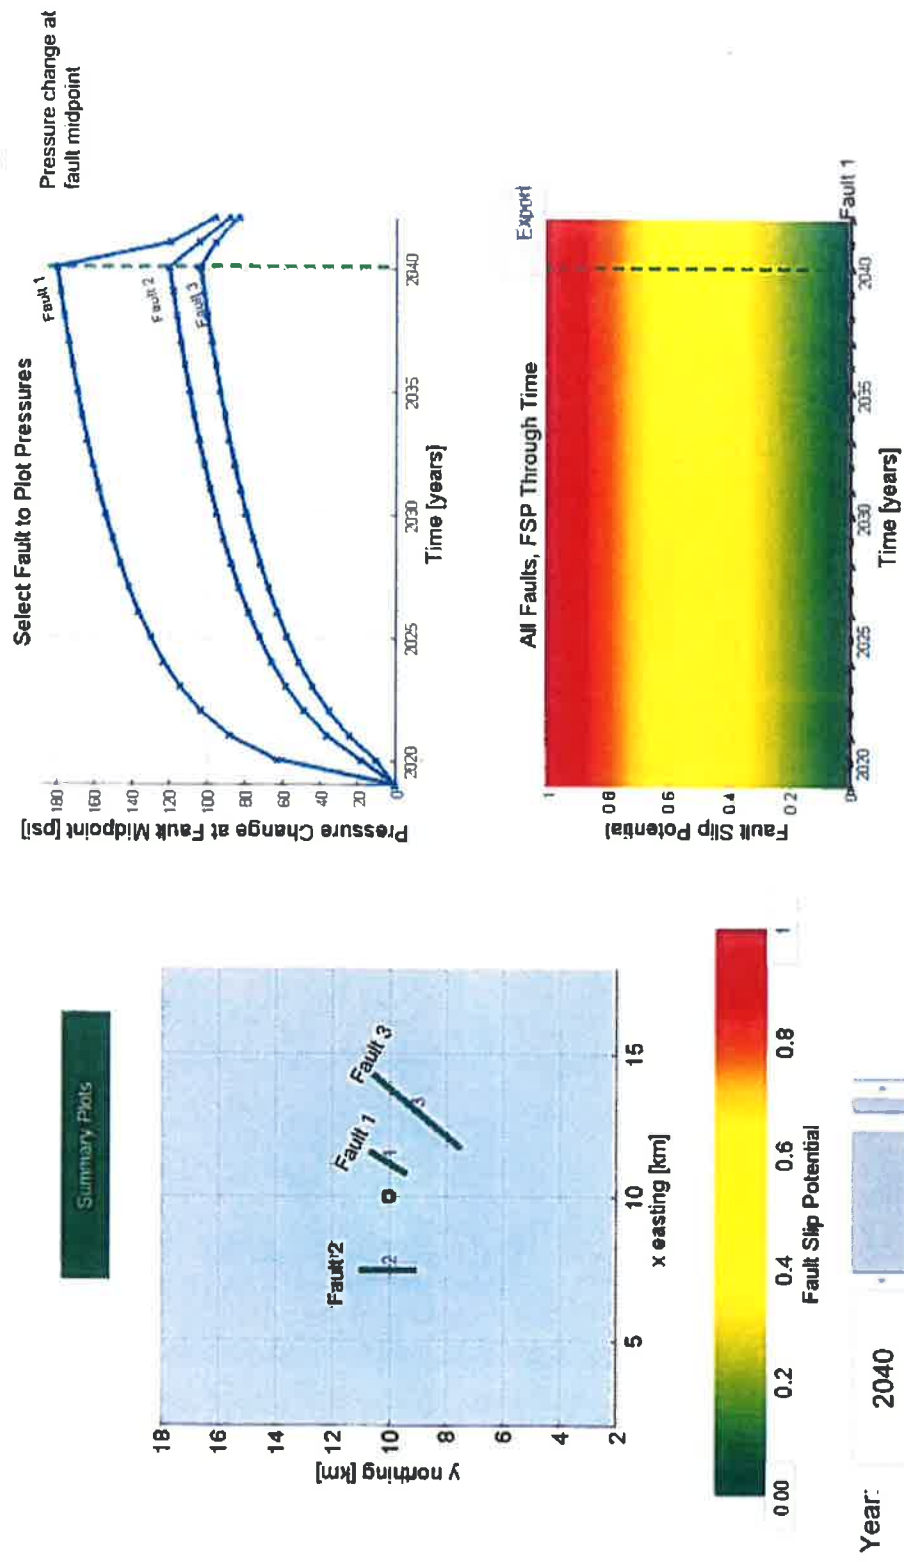 Summary Plots
y northing [km]
18
16
14
12
10
8
6
4
2
Fault 2
2
Fault 1
1
Fault 3
3
5
10
15
x easting [km]
0.00
0.2
0.4
0.6
0.8
1
Fault Slip Potential
Year:
2040
Select Fault to Plot Pressures
Pressure change at
fault midpoint
Pressure Change at Fault Midpoint [psi]
180
160
140
120
100
80
60
40
20
0
Fault 1
Fault 2
Fault 3
2020
2025
2030
2035
2040
Time [years]
All Faults, FSP Through Time
Export
Fault Slip Potential
1
0.8
0.6
0.4
0.2
0
Fault 1
2020
2025
2030
2035
2040
Time [years]